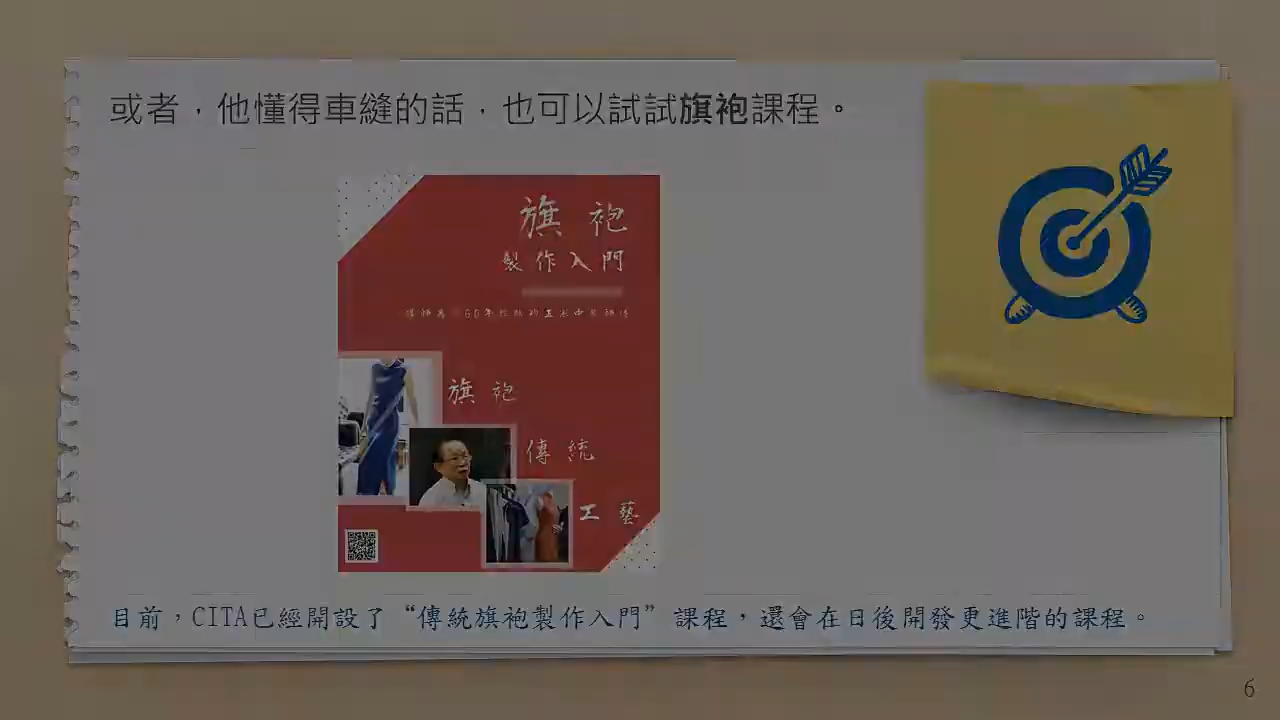 或者，他懂得車縫的話，也可以試試旗袍課程。
旗袍
製作入門
旗袍
傳統
工藝
目前，CITA已經開設了“傳統旗袍製作入門”課程，還會在日後開發更進階的課程。
6